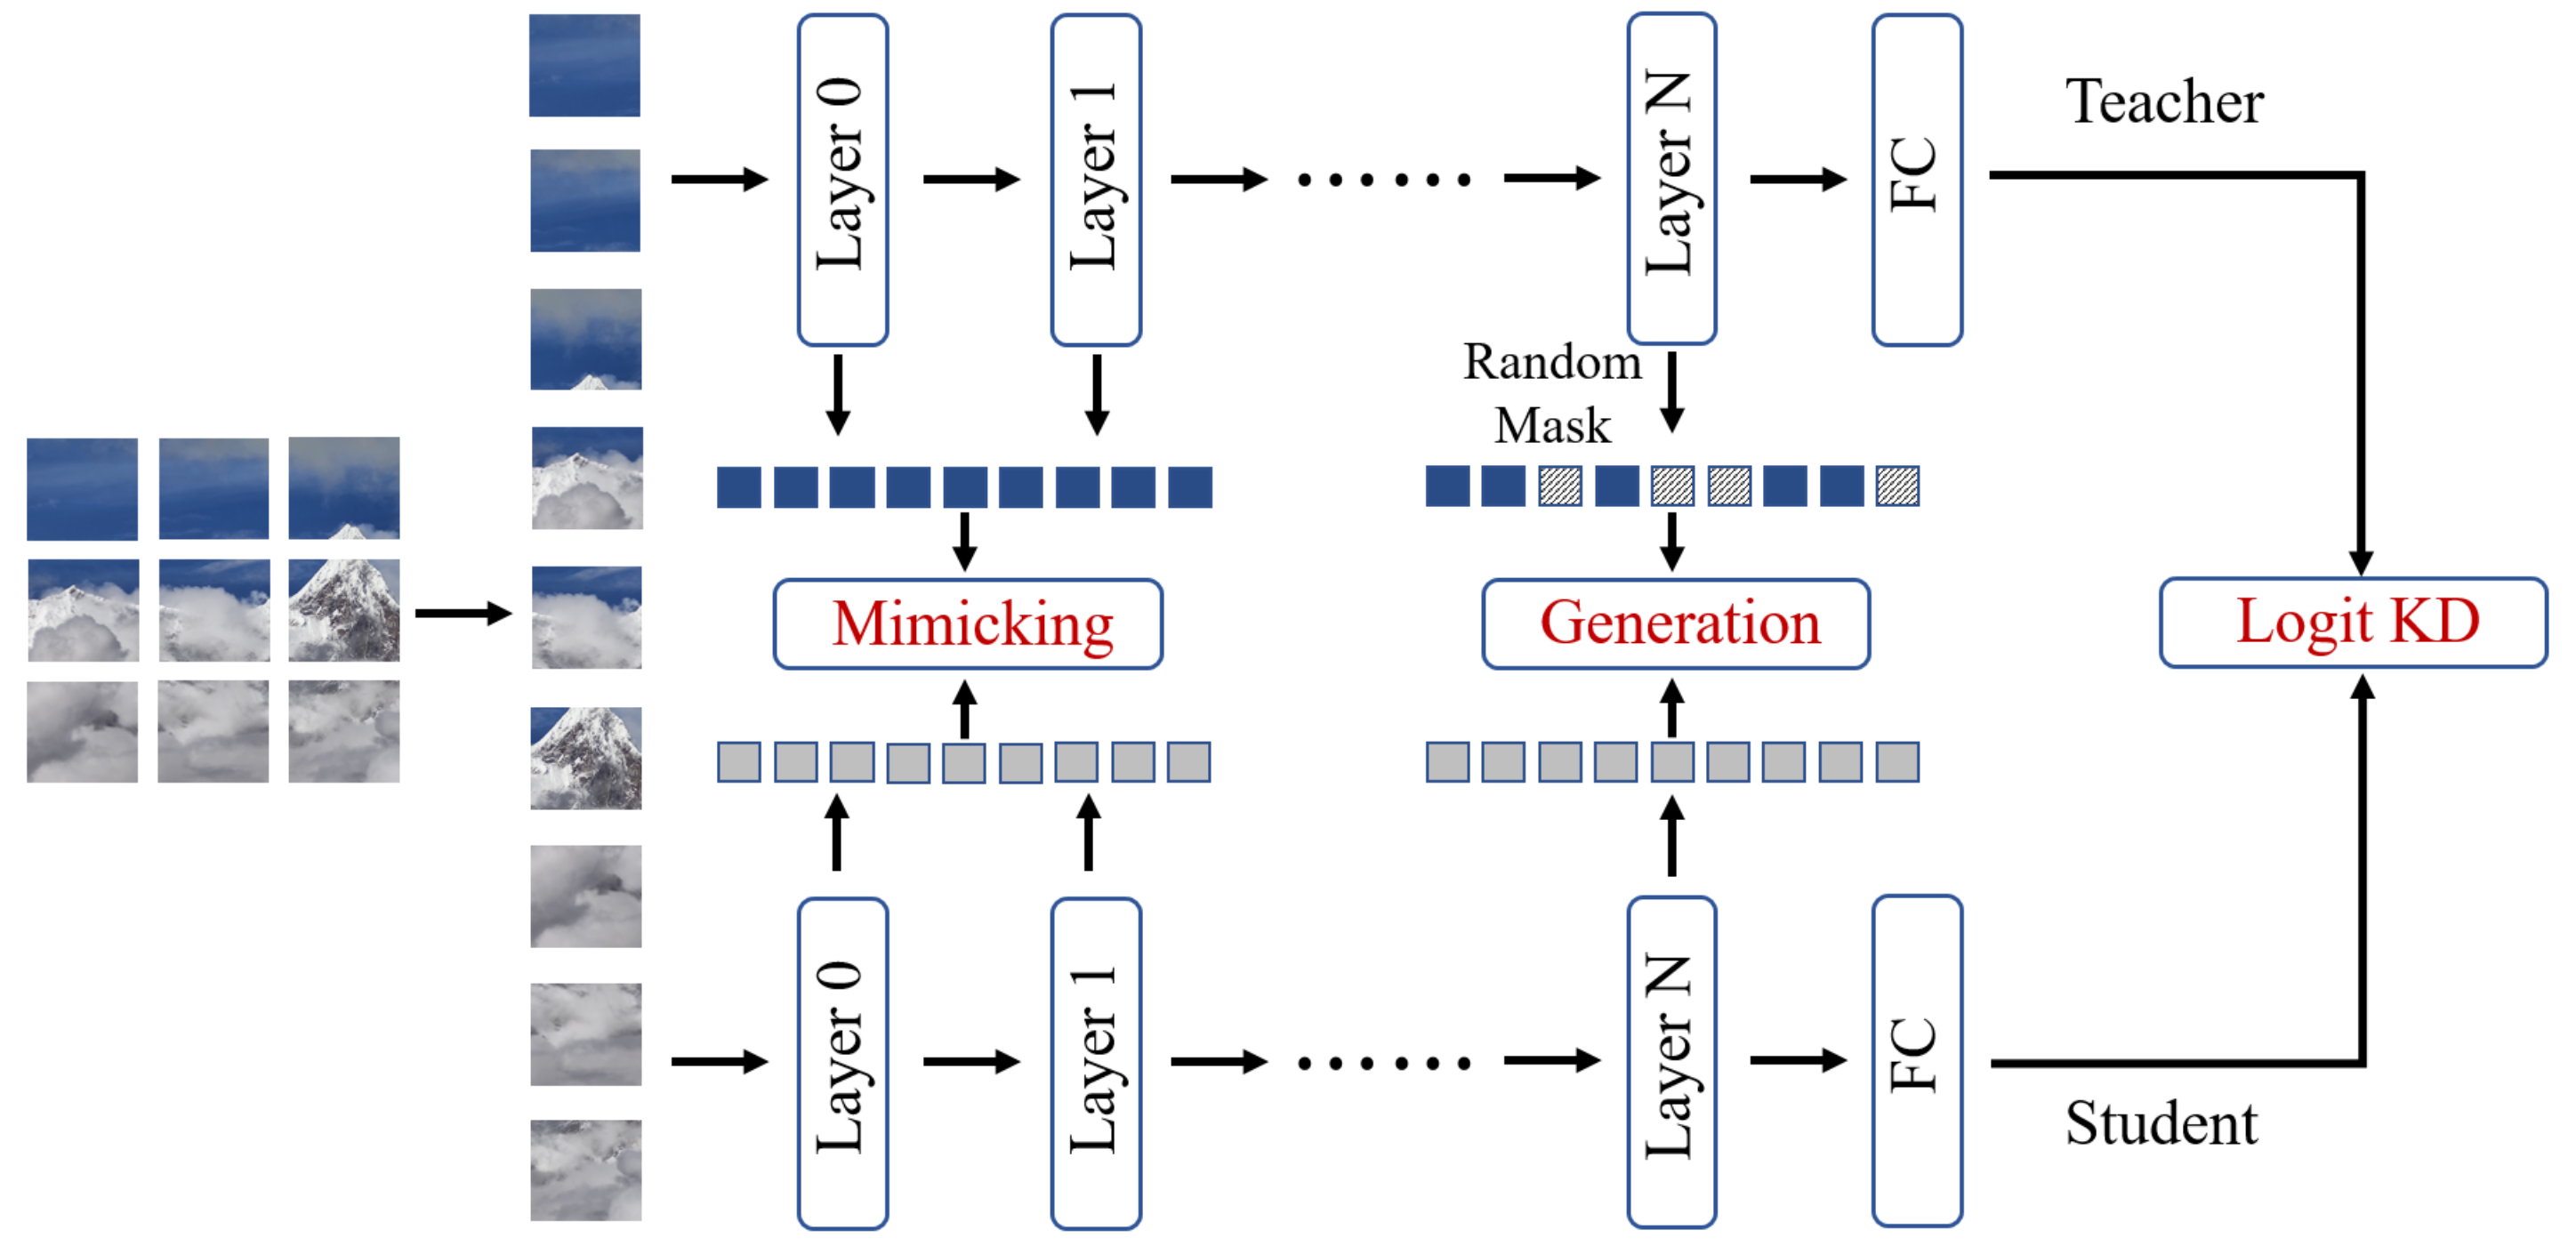 Layer 0
Layer 1
Layer N
FC
Teacher
Random
Mask
Mimicking
Generation
Logit KD
Layer 0
Layer 1
Layer N
FC
Student